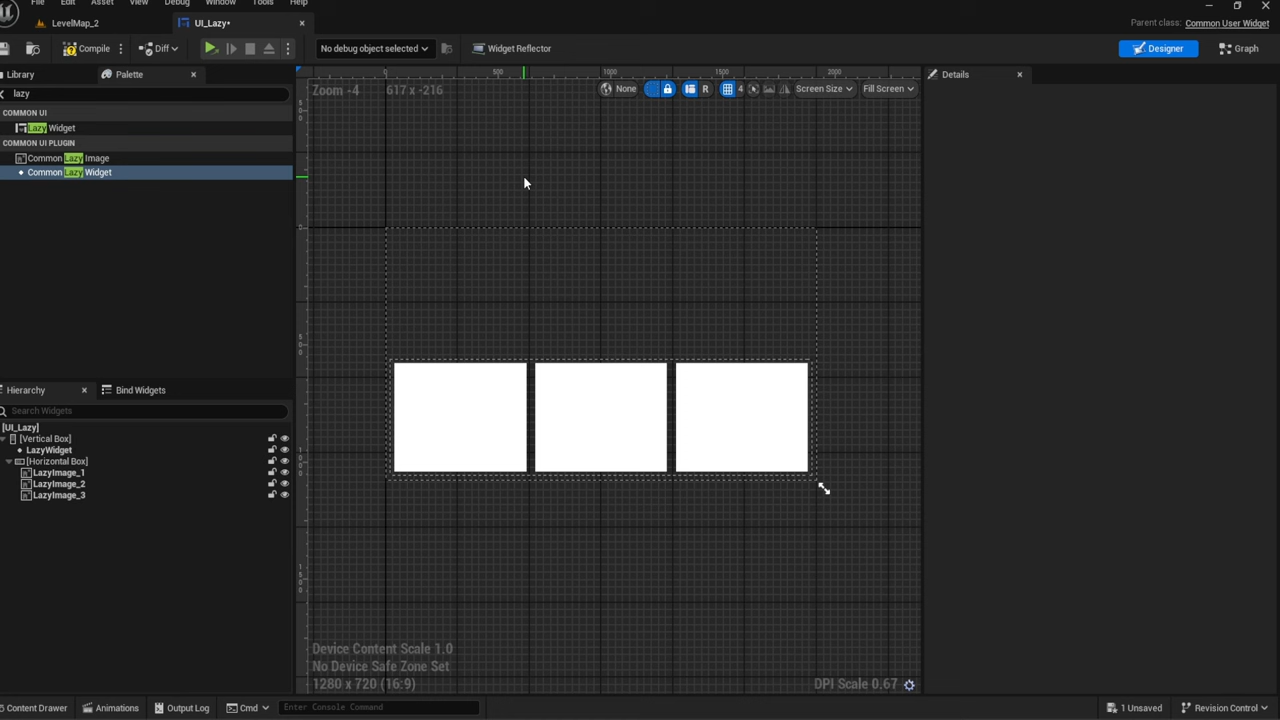 File Edit Asset View Debug Window Tools Help
LevelMap_2
UI_Lazy•
Parent class: Common User Widget
Compile
Diff
No debug object selected
Widget Reflector
Designer
Graph
Library
Palette
Details
lazy
COMMON UI
Lazy Widget
COMMON UI PLUGIN
Common Lazy Image
Common Lazy Widget
Zoom -4
617 x -216
0 500 1000 1500 2000
None
R
4
Screen Size
Fill Screen
500
0
500
1000
1500
Hierarchy
Bind Widgets
Search Widgets
[UI_Lazy]
[Vertical Box]
LazyWidget
[Horizontal Box]
LazyImage_1
LazyImage_2
LazyImage_3
Device Content Scale 1.0
No Device Safe Zone Set
1280 x 720 (16:9)
DPI Scale 0.67
Content Drawer
Animations
Output Log
Cmd
Enter Console Command
1 Unsaved
Revision Control